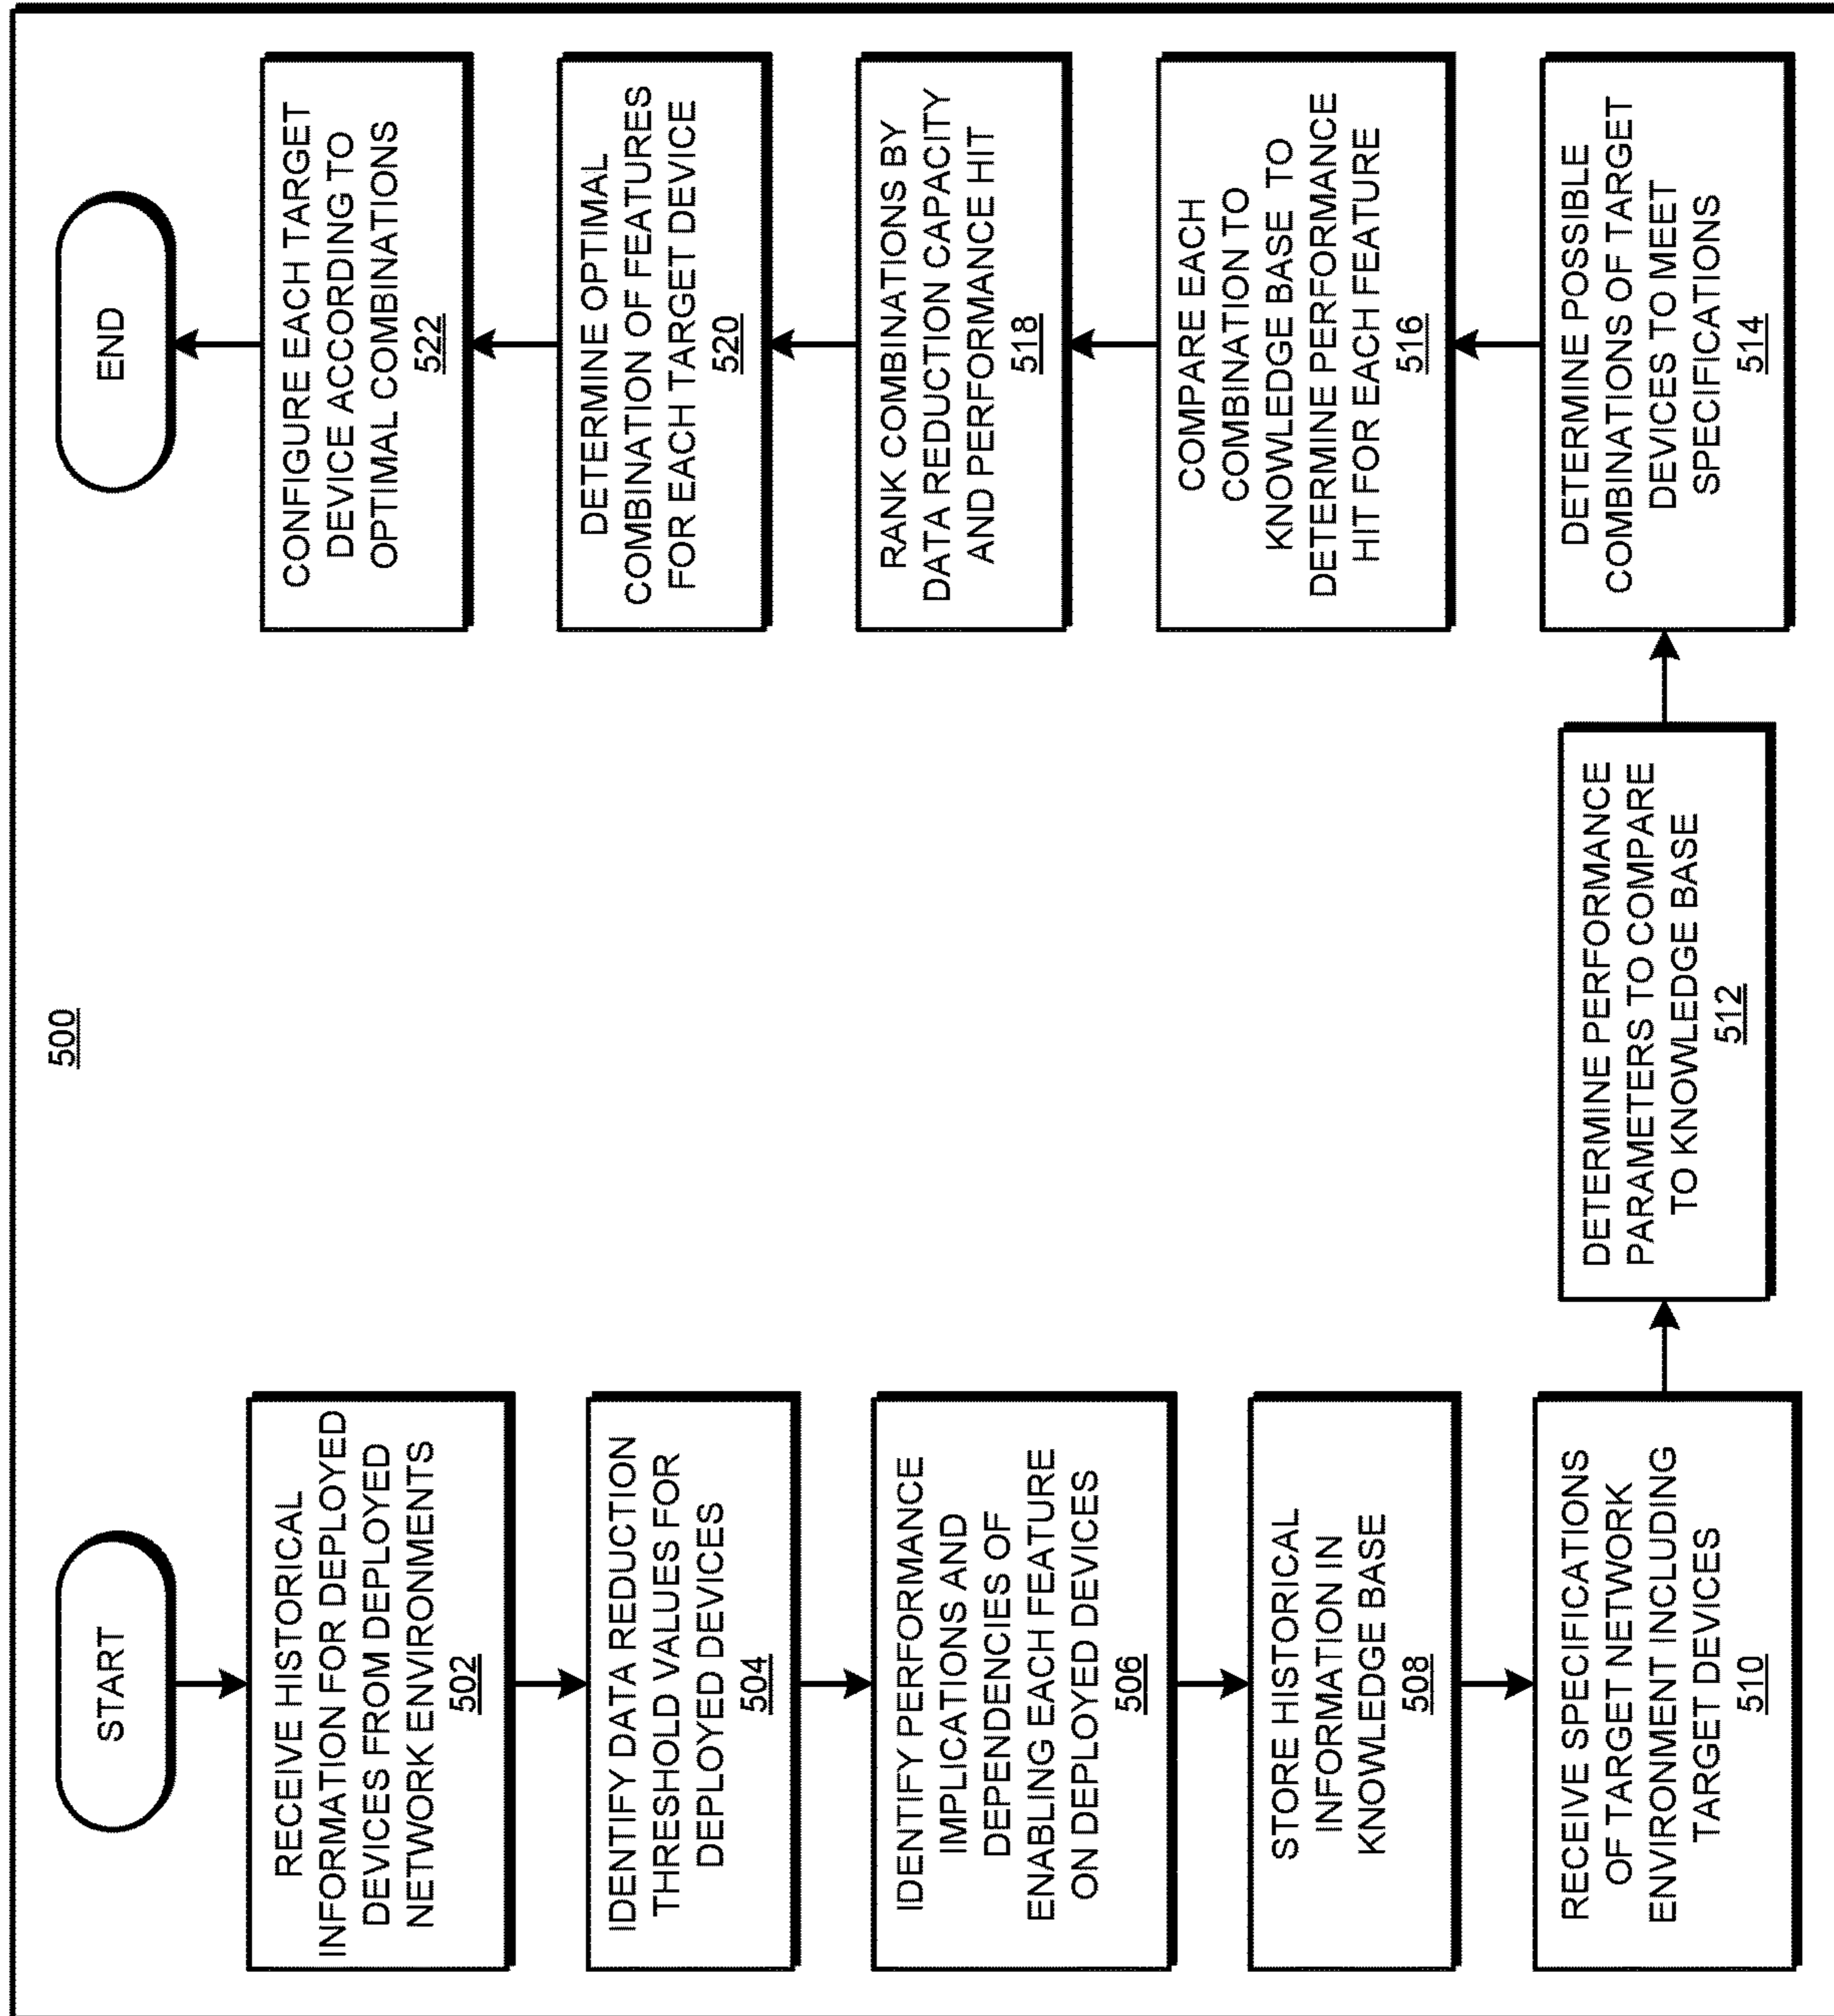 500
START
RECEIVE HISTORICAL
INFORMATION FOR DEPLOYED
DEVICES FROM DEPLOYED
NETWORK ENVIRONMENTS
502
IDENTIFY DATA REDUCTION
THRESHOLD VALUES FOR
DEPLOYED DEVICES
504
IDENTIFY PERFORMANCE
IMPLICATIONS AND
DEPENDENCIES OF
ENABLING EACH FEATURE
ON DEPLOYED DEVICES
506
STORE HISTORICAL
INFORMATION IN
KNOWLEDGE BASE
508
RECEIVE SPECIFICATIONS
OF TARGET NETWORK
ENVIRONMENT INCLUDING
TARGET DEVICES
510
DETERMINE PERFORMANCE
PARAMETERS TO COMPARE
TO KNOWLEDGE BASE
512
DETERMINE POSSIBLE
COMBINATIONS OF TARGET
DEVICES TO MEET
SPECIFICATIONS
514
COMPARE EACH
COMBINATION TO
KNOWLEDGE BASE TO
DETERMINE PERFORMANCE
HIT FOR EACH FEATURE
516
RANK COMBINATIONS BY
DATA REDUCTION CAPACITY
AND PERFORMANCE HIT
518
DETERMINE OPTIMAL
COMBINATION OF FEATURES
FOR EACH TARGET DEVICE
520
CONFIGURE EACH TARGET
DEVICE ACCORDING TO
OPTIMAL COMBINATIONS
522
END